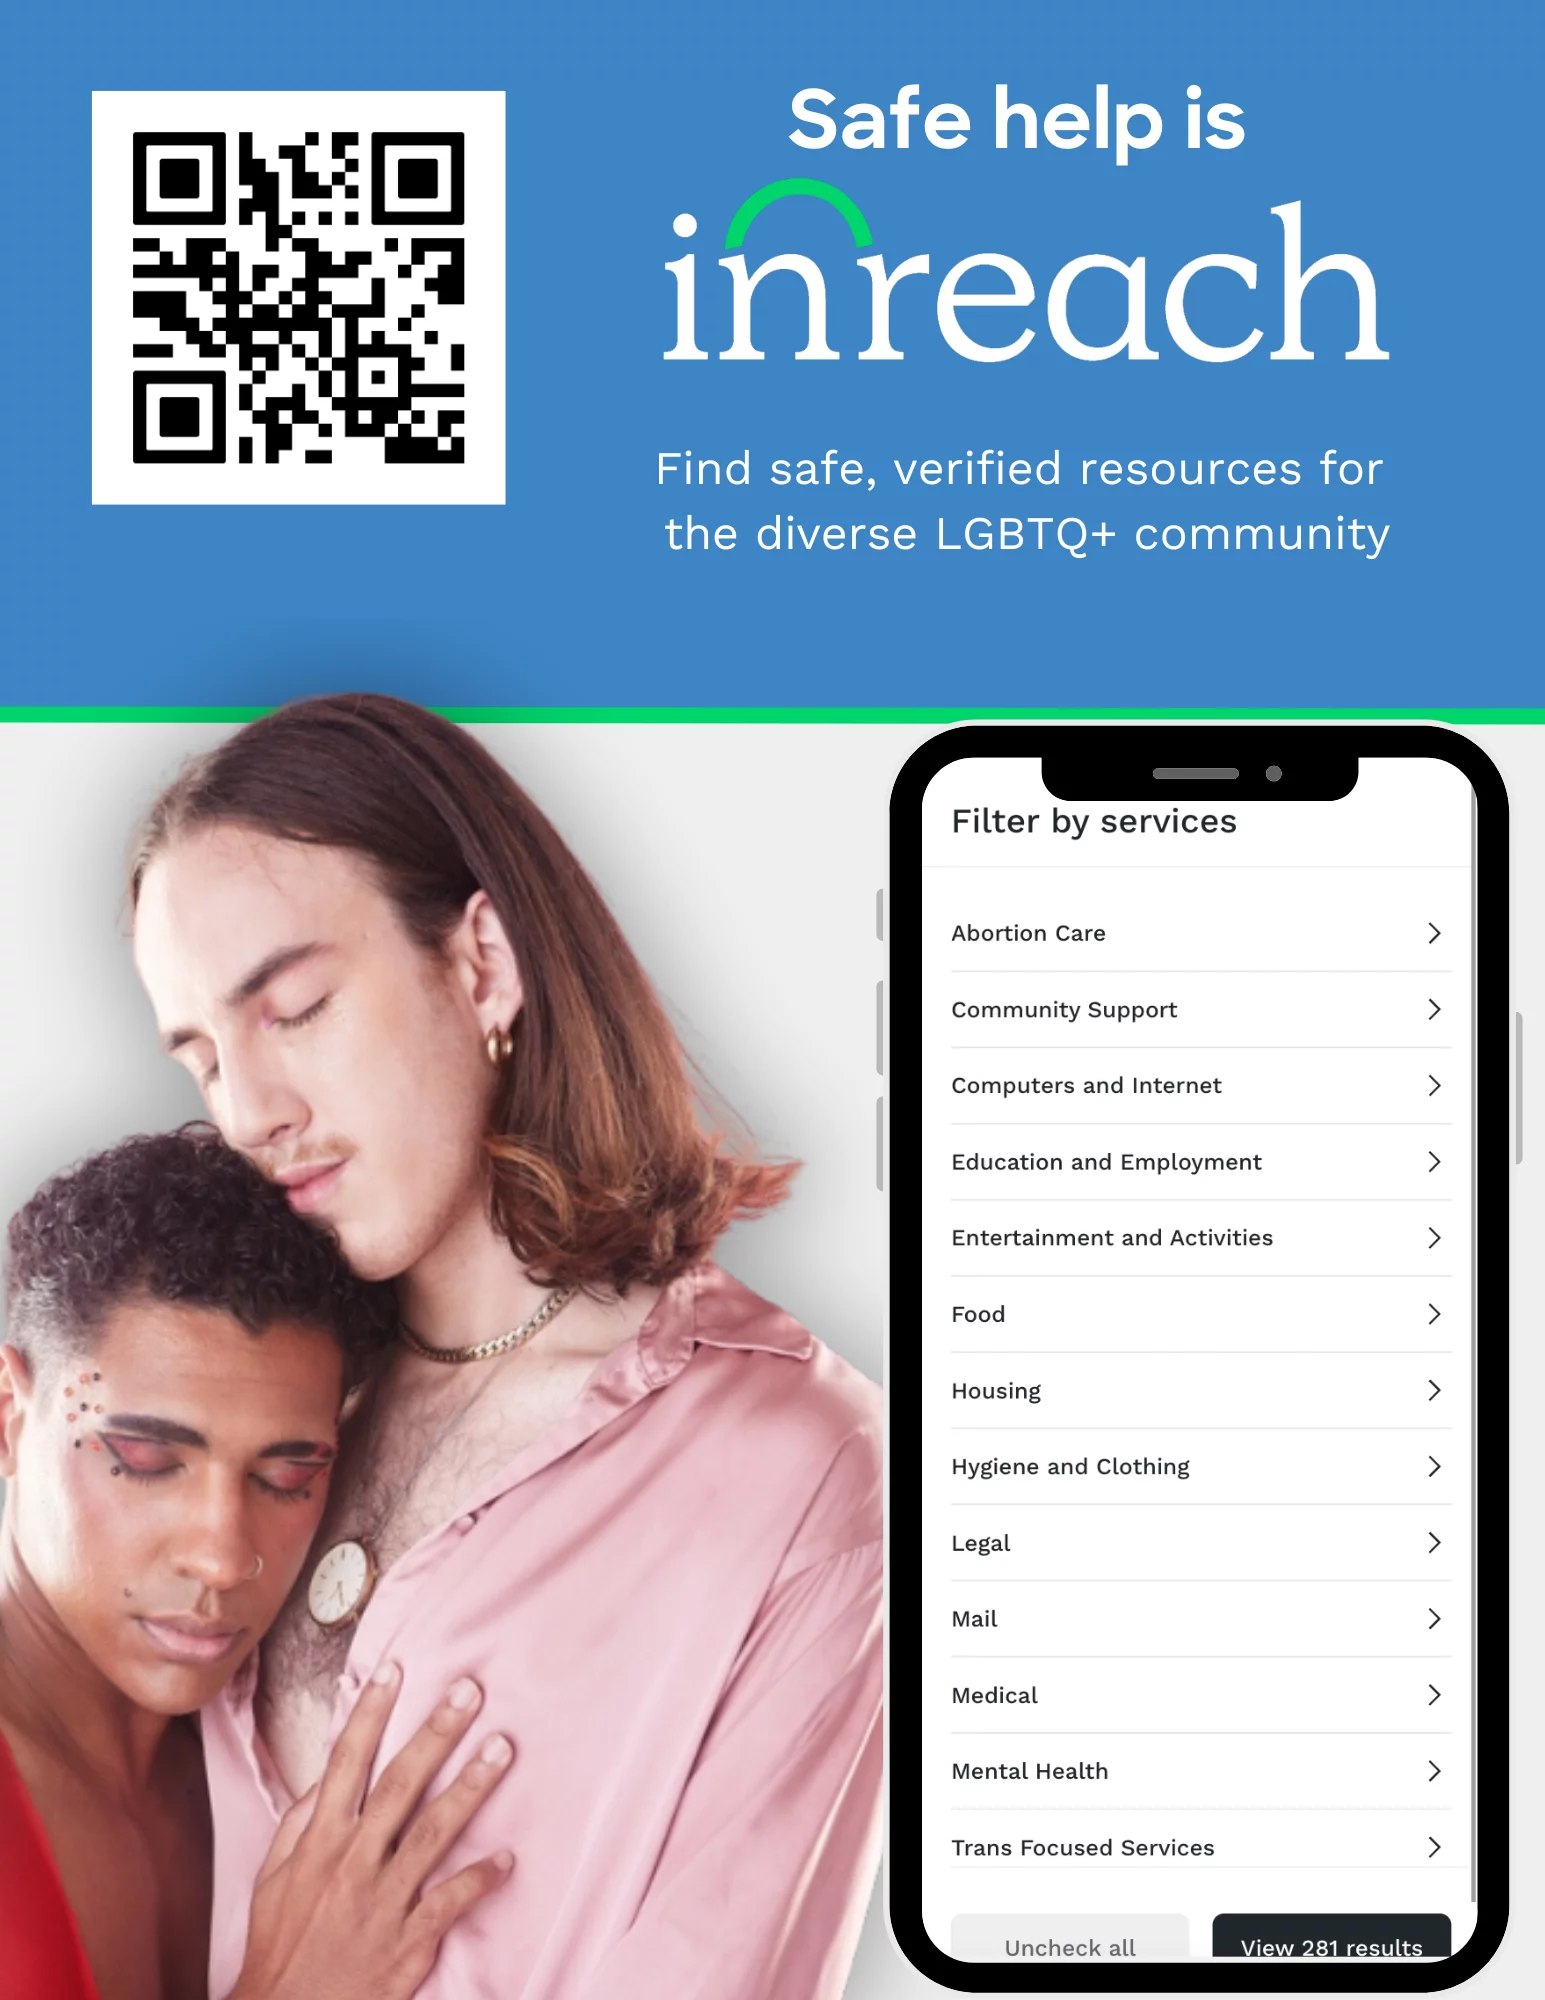 Safe help is
inreach
Find safe, verified resources for
the diverse LGBTQ+ community
Filter by services
Abortion Care
Community Support
Computers and Internet
Education and Employment
Entertainment and Activities
Food
Housing
Hygiene and Clothing
Legal
Mail
Medical
Mental Health
Trans Focused Services
Uncheck all
View 281 results